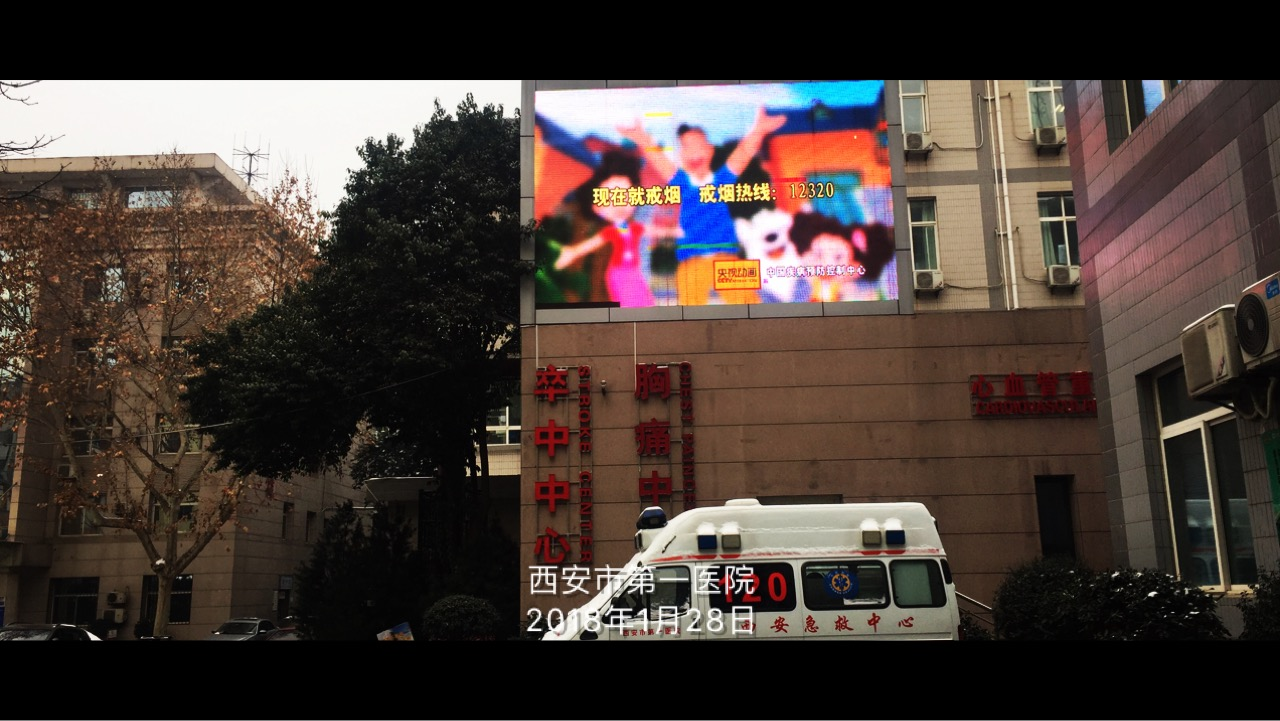 现在就戒烟 戒烟热线：12320
央视动画
中国疾病预防控制中心
卒中中心
STROKE CENTER
胸痛中
心血管
120
西安急救中心
西安市第一医院
2018年1月28日